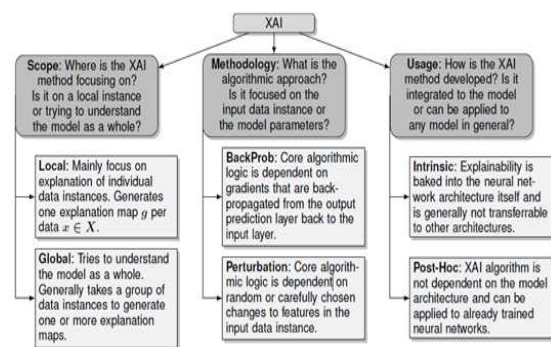 XAI
Scope: Where is the XAI
method focusing on?
Is it on a local instance
or trying to understand
the model as a whole?
Local: Mainly focus on
explanation of individual
data instances. Generates
one explanation map g per
data x ∈ X.
Global: Tries to understand
the model as a whole.
Generally takes a group of
data instances to generate
one or more explanation
maps.
Methodology: What is the
algorithmic approach?
Is it focused on the
input data instance or
the model parameters?
BackProb: Core algorithmic
logic is dependent on
gradients that are back-
propagated from the output
prediction layer back to the
input layer.
Perturbation: Core algorith-
mic logic is dependent on
random or carefully chosen
changes to features in the
input data instance.
Usage: How is the XAI
method developed? Is it
integrated to the model
or can be applied to
any model in general?
Intrinsic: Explainability is
baked into the neural net-
work architecture itself and
is generally not transferrable
to other architectures.
Post-Hoc: XAI algorithm is
not dependent on the model
architecture and can be
applied to already trained
neural networks.